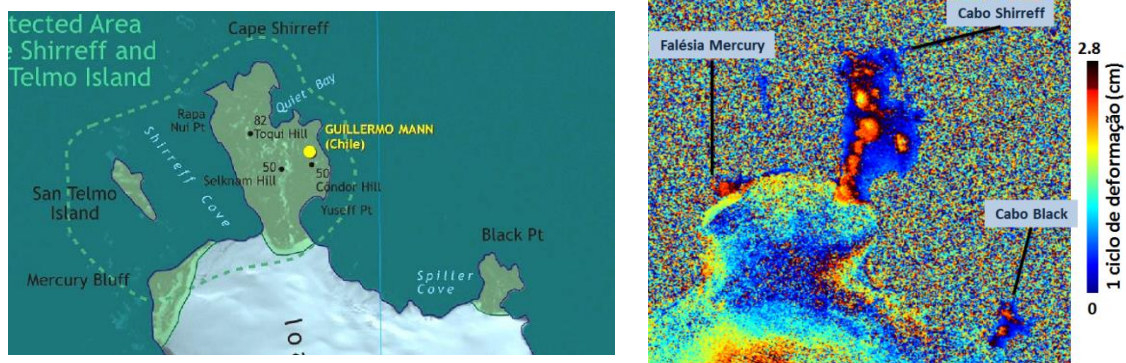 tected Area
e Shirreff and
Telmo Island
Cape Shirreff
Quiet Bay
Rapa
Nui Pt
82
Toqui Hill
GUILLERMO MANN
(Chile)
Shirreff Cove
50
Selknam Hill
50
Condor Hill
Yuseff Pt
San Telmo
Island
Mercury Bluff
Black Pt
Spiller
Cove
Ioe
Cabo Shirreff
Falésia Mercury
Cabo Black
2.8
1 ciclo de deformação (cm)
0